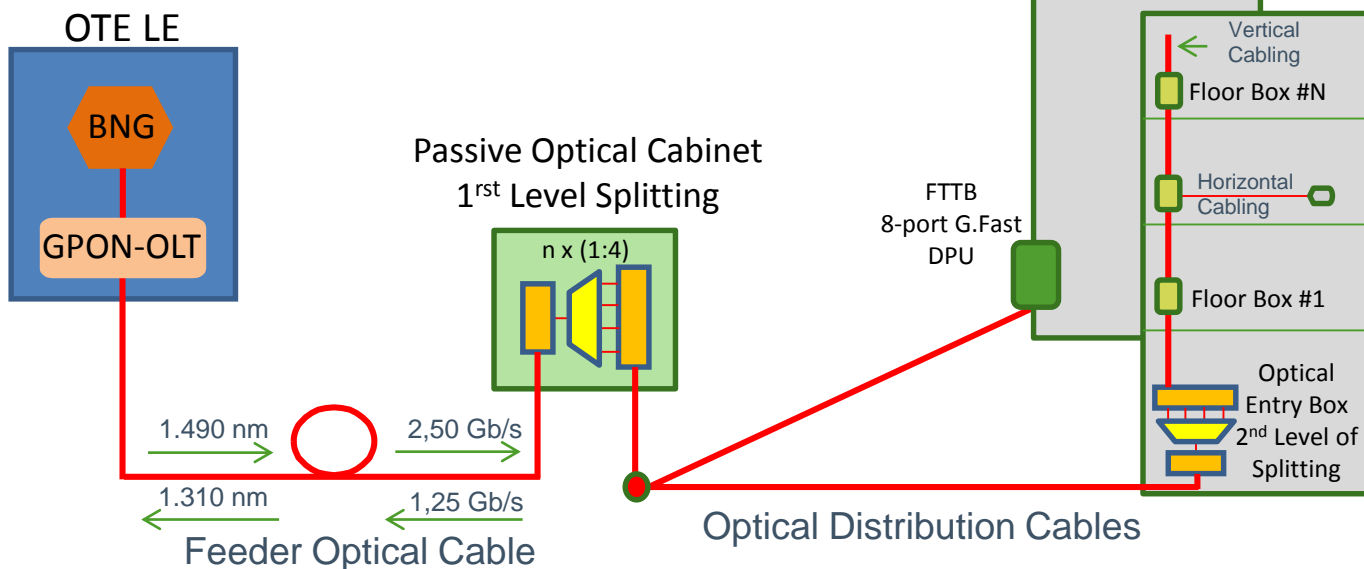 OTE LE
BNG
GPON-OLT
1.490 nm
2,50 Gb/s
1.310 nm
1,25 Gb/s
Feeder Optical Cable
Passive Optical Cabinet
1rst Level Splitting
n x (1:4)
FTTB
8-port G.Fast
DPU
Optical Distribution Cables
Vertical
Cabling
Floor Box #N
Horizontal
Cabling
Floor Box #1
Optical
Entry Box
2nd Level of
Splitting